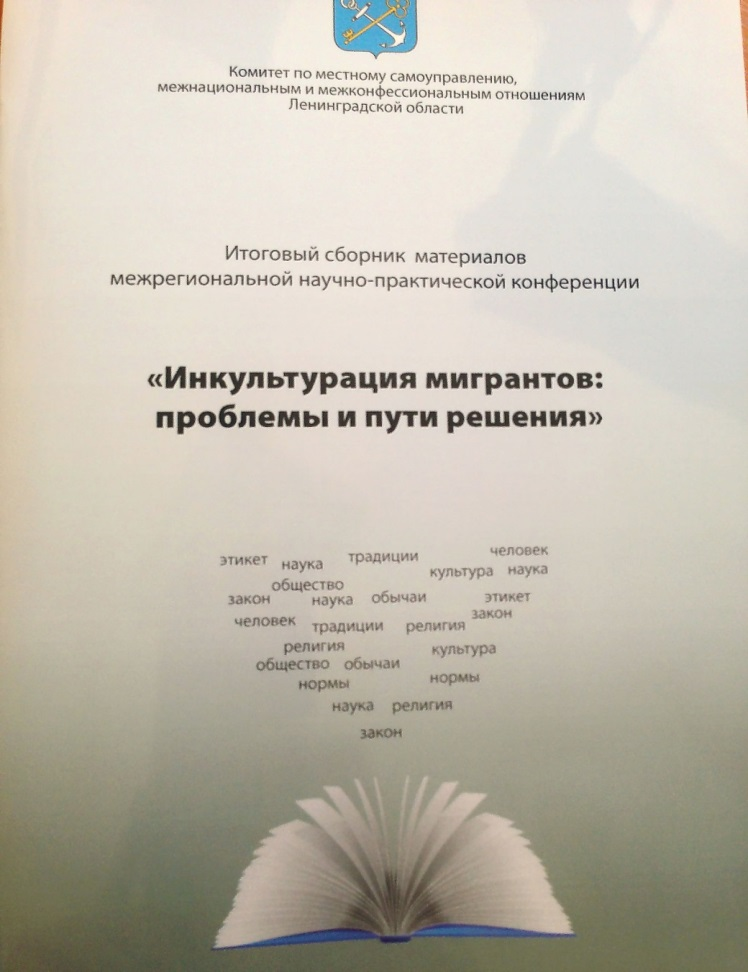 Комитет по местному самоуправлению,
межнациональным и межконфессиональным отношениям
Ленинградской области
Итоговый сборник материалов
межрегиональной научно-практической конференции
«Инкультурация мигрантов:
проблемы и пути решения»
этикет наука традиции человек
культура наука
общество
закон наука обычаи этикет
закон
человек традиции религия
религия культура
общество обычаи
нормы нормы
наука религия
закон